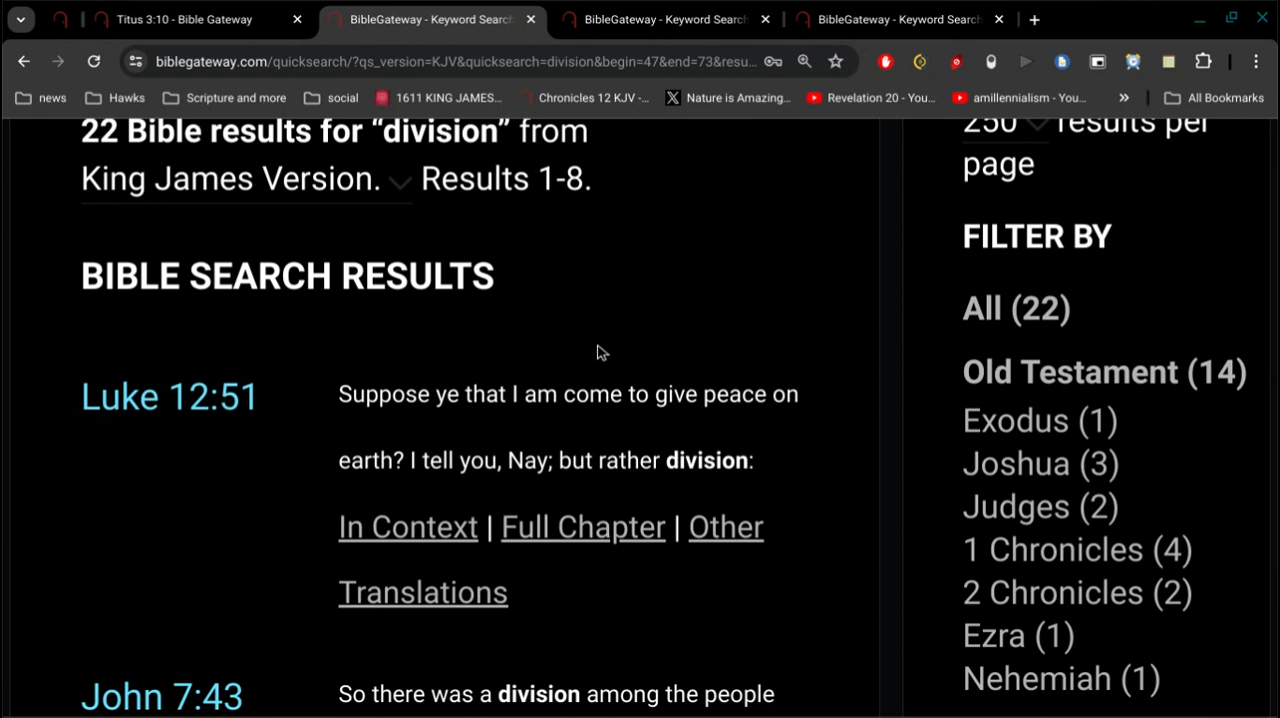 Titus 3:10 - Bible Gateway
BibleGateway - Keyword Search
BibleGateway - Keyword Search
BibleGateway - Keyword Search
biblegateway.com/quicksearch/?qs_version=KJV&quicksearch=division&begin=47&end=73&resu...
news
Hawks
Scripture and more
social
1611 KING JAMES...
Chronicles 12 KJV -...
Nature is Amazing...
Revelation 20 - You...
amillennialism - You...
All Bookmarks
22 Bible results for “division” from
King James Version. Results 1-8.
BIBLE SEARCH RESULTS
Luke 12:51
Suppose ye that I am come to give peace on
earth? I tell you, Nay; but rather division:
In Context | Full Chapter | Other
Translations
John 7:43
So there was a division among the people
250 results per
page
FILTER BY
All (22)
Old Testament (14)
Exodus (1)
Joshua (3)
Judges (2)
1 Chronicles (4)
2 Chronicles (2)
Ezra (1)
Nehemiah (1)